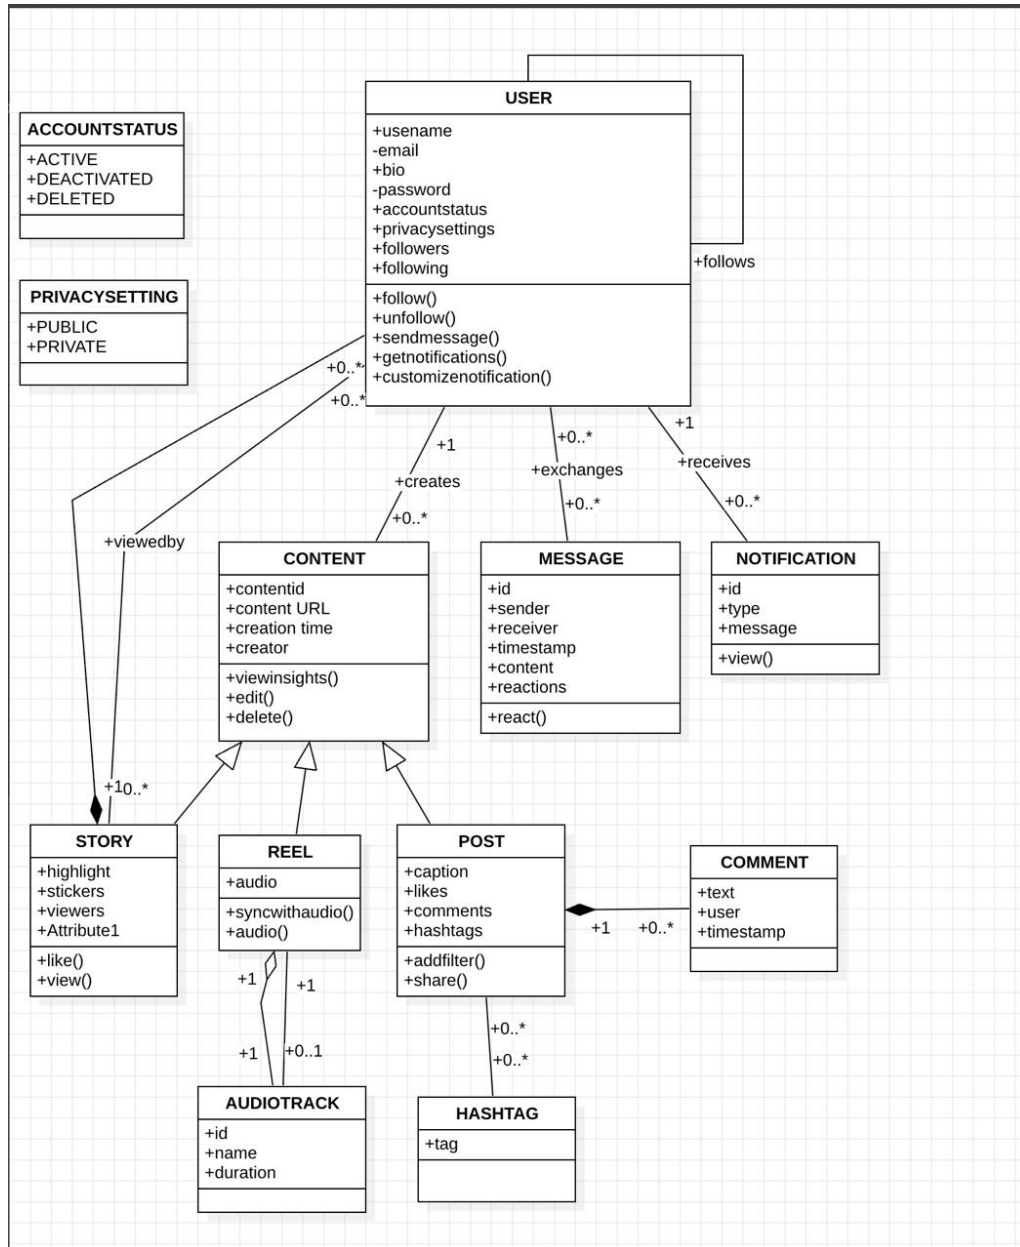 USER
+usename
-email
+bio
-password
+accountstatus
+privacysettings
+followers
+following
+follow()
+unfollow()
+sendmessage()
+getnotifications()
+customizenotification()
+follows
ACCOUNTSTATUS
+ACTIVE
+DEACTIVATED
+DELETED
PRIVACYSETTING
+PUBLIC
+PRIVATE
+0..*
+0..*
+1
+creates
+0..*
+0..*
+exchanges
+0..*
+1
+receives
+0..*
+viewedby
CONTENT
+contentid
+content URL
+creation time
+creator
+viewinsights()
+edit()
+delete()
MESSAGE
+id
+sender
+receiver
+timestamp
+content
+reactions
+react()
NOTIFICATION
+id
+type
+message
+view()
+1
0..*
STORY
+highlight
+stickers
+viewers
+Attribute1
+like()
+view()
REEL
+audio
+syncwithaudio()
+audio()
POST
+caption
+likes
+comments
+hashtags
+addfilter()
+share()
+1
+0..*
COMMENT
+text
+user
+timestamp
+1
+1
+1
+0..1
+0..*
+0..*
AUDIOTRACK
+id
+name
+duration
HASHTAG
+tag